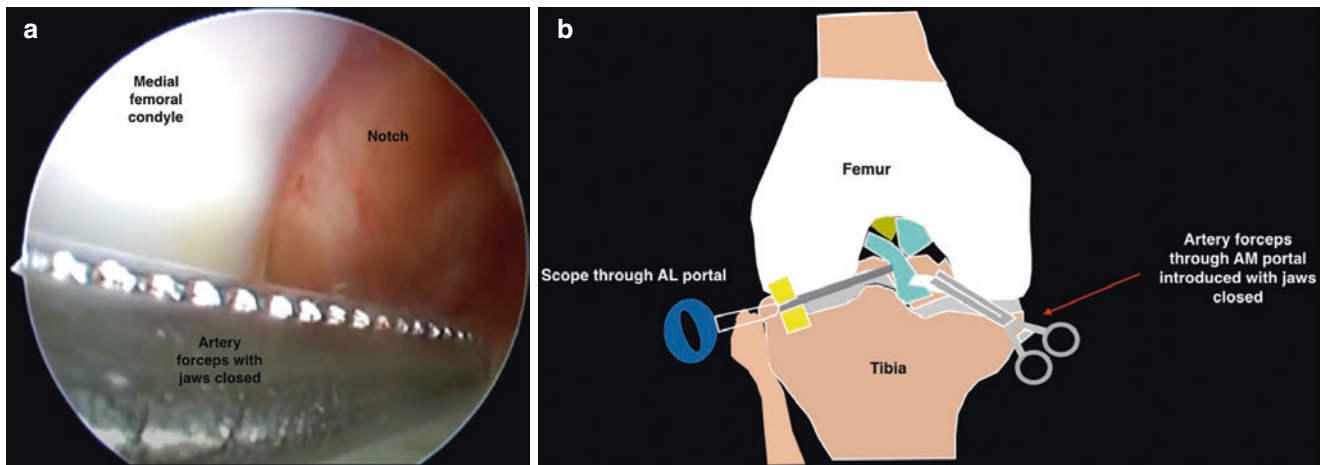 a
Medial
femoral
condyle
Notch
Artery
forceps with
jaws closed
b
Femur
Scope through AL portal
Artery forceps
through AM portal
introduced with jaws
closed
Tibia